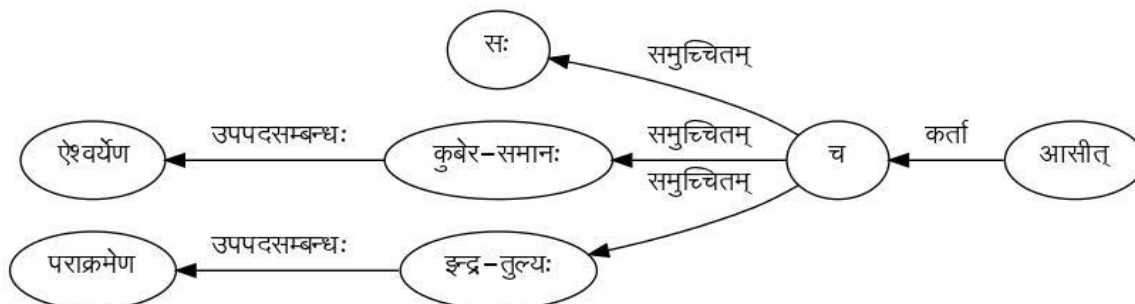 सः
समुच्चितम्
ऐश्वर्येण
उपपदसम्बन्धः
कुबेर-समानः
समुच्चितम्
च
कर्ता
आसीत्
समुच्चितम्
पराक्रमेण
उपपदसम्बन्धः
इन्द्र-तुल्यः